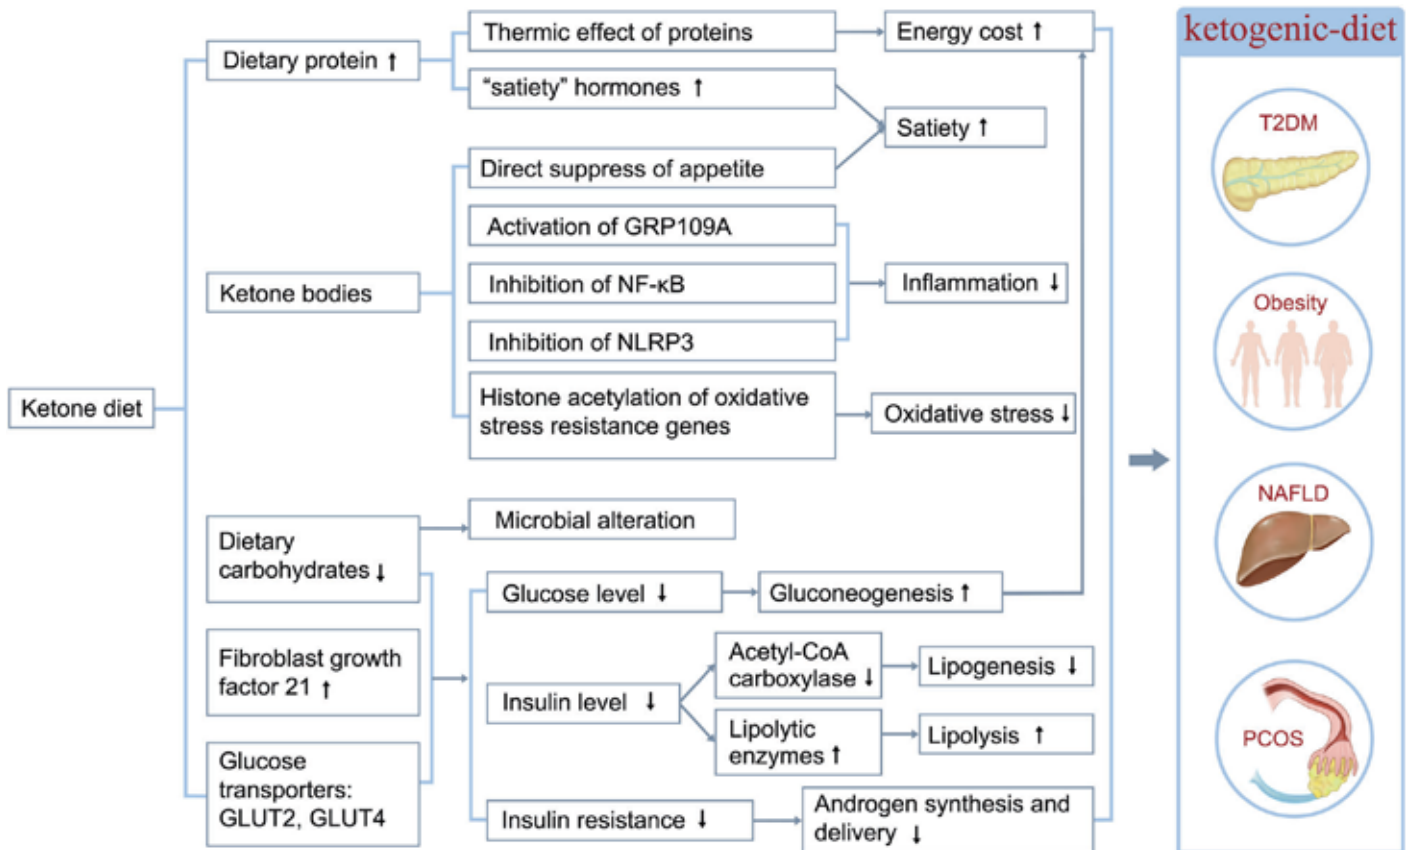 Ketone diet
Dietary protein ↑
Thermic effect of proteins
Energy cost ↑
“satiety” hormones ↑
Satiety ↑
Ketone bodies
Direct suppress of appetite
Activation of GRP109A
Inhibition of NF-κB
Inflammation ↓
Inhibition of NLRP3
Histone acetylation of oxidative
stress resistance genes
Oxidative stress ↓
Dietary
carbohydrates ↓
Microbial alteration
Fibroblast growth
factor 21 ↑
Glucose
transporters:
GLUT2, GLUT4
Glucose level ↓
Gluconeogenesis ↑
Insulin level ↓
Acetyl-CoA
carboxylase ↓
Lipogenesis ↓
Lipolytic
enzymes ↑
Lipolysis ↑
Insulin resistance ↓
Androgen synthesis and
delivery ↓
ketogenic-diet
T2DM
Obesity
NAFLD
PCOS